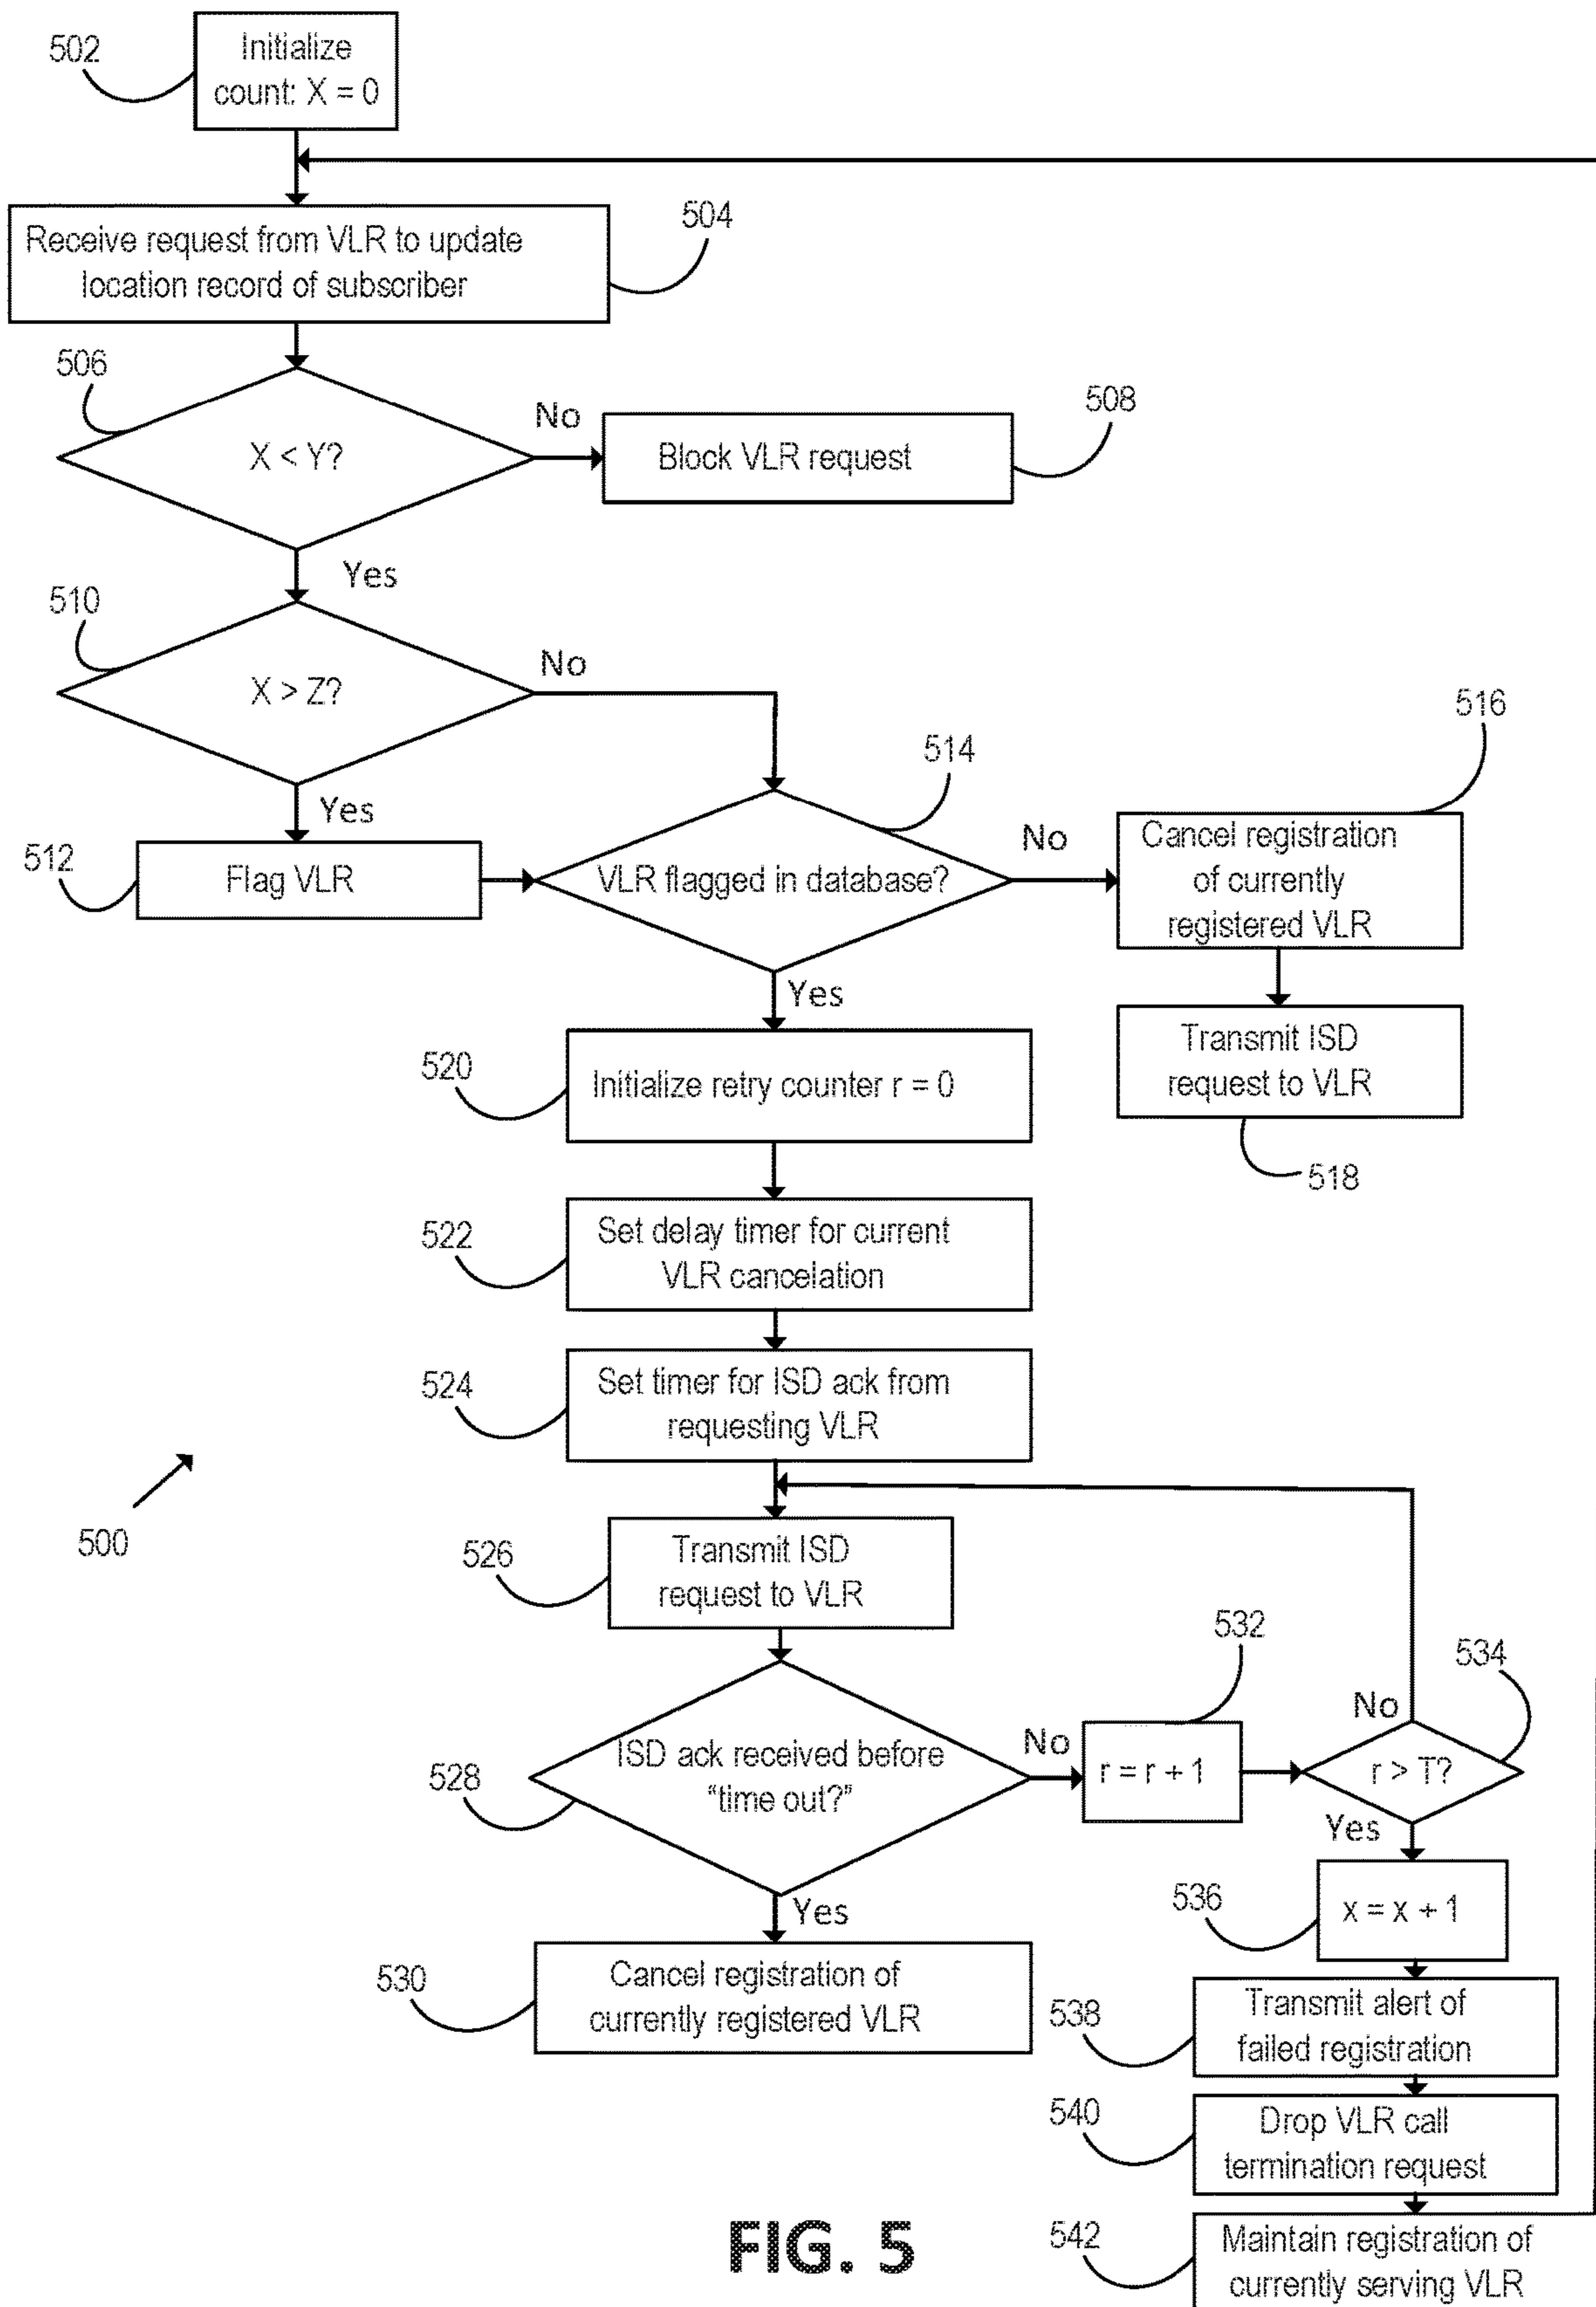 502
Initialize
count: X = 0
Receive request from VLR to update
location record of subscriber
504
506
X < Y?
No
Block VLR request
508
Yes
510
X > Z?
No
Yes
512
Flag VLR
514
VLR flagged in database?
No
516
Cancel registration
of currently
registered VLR
Transmit ISD
request to VLR
518
Yes
520
Initialize retry counter r = 0
522
Set delay timer for current
VLR cancelation
524
Set timer for ISD ack from
requesting VLR
500
526
Transmit ISD
request to VLR
528
ISD ack received before
“time out?”
No
532
r = r + 1
534
No
r > T?
Yes
Yes
530
Cancel registration of
currently registered VLR
536
x = x + 1
538
Transmit alert of
failed registration
540
Drop VLR call
termination request
542
Maintain registration of
currently serving VLR
FIG. 5